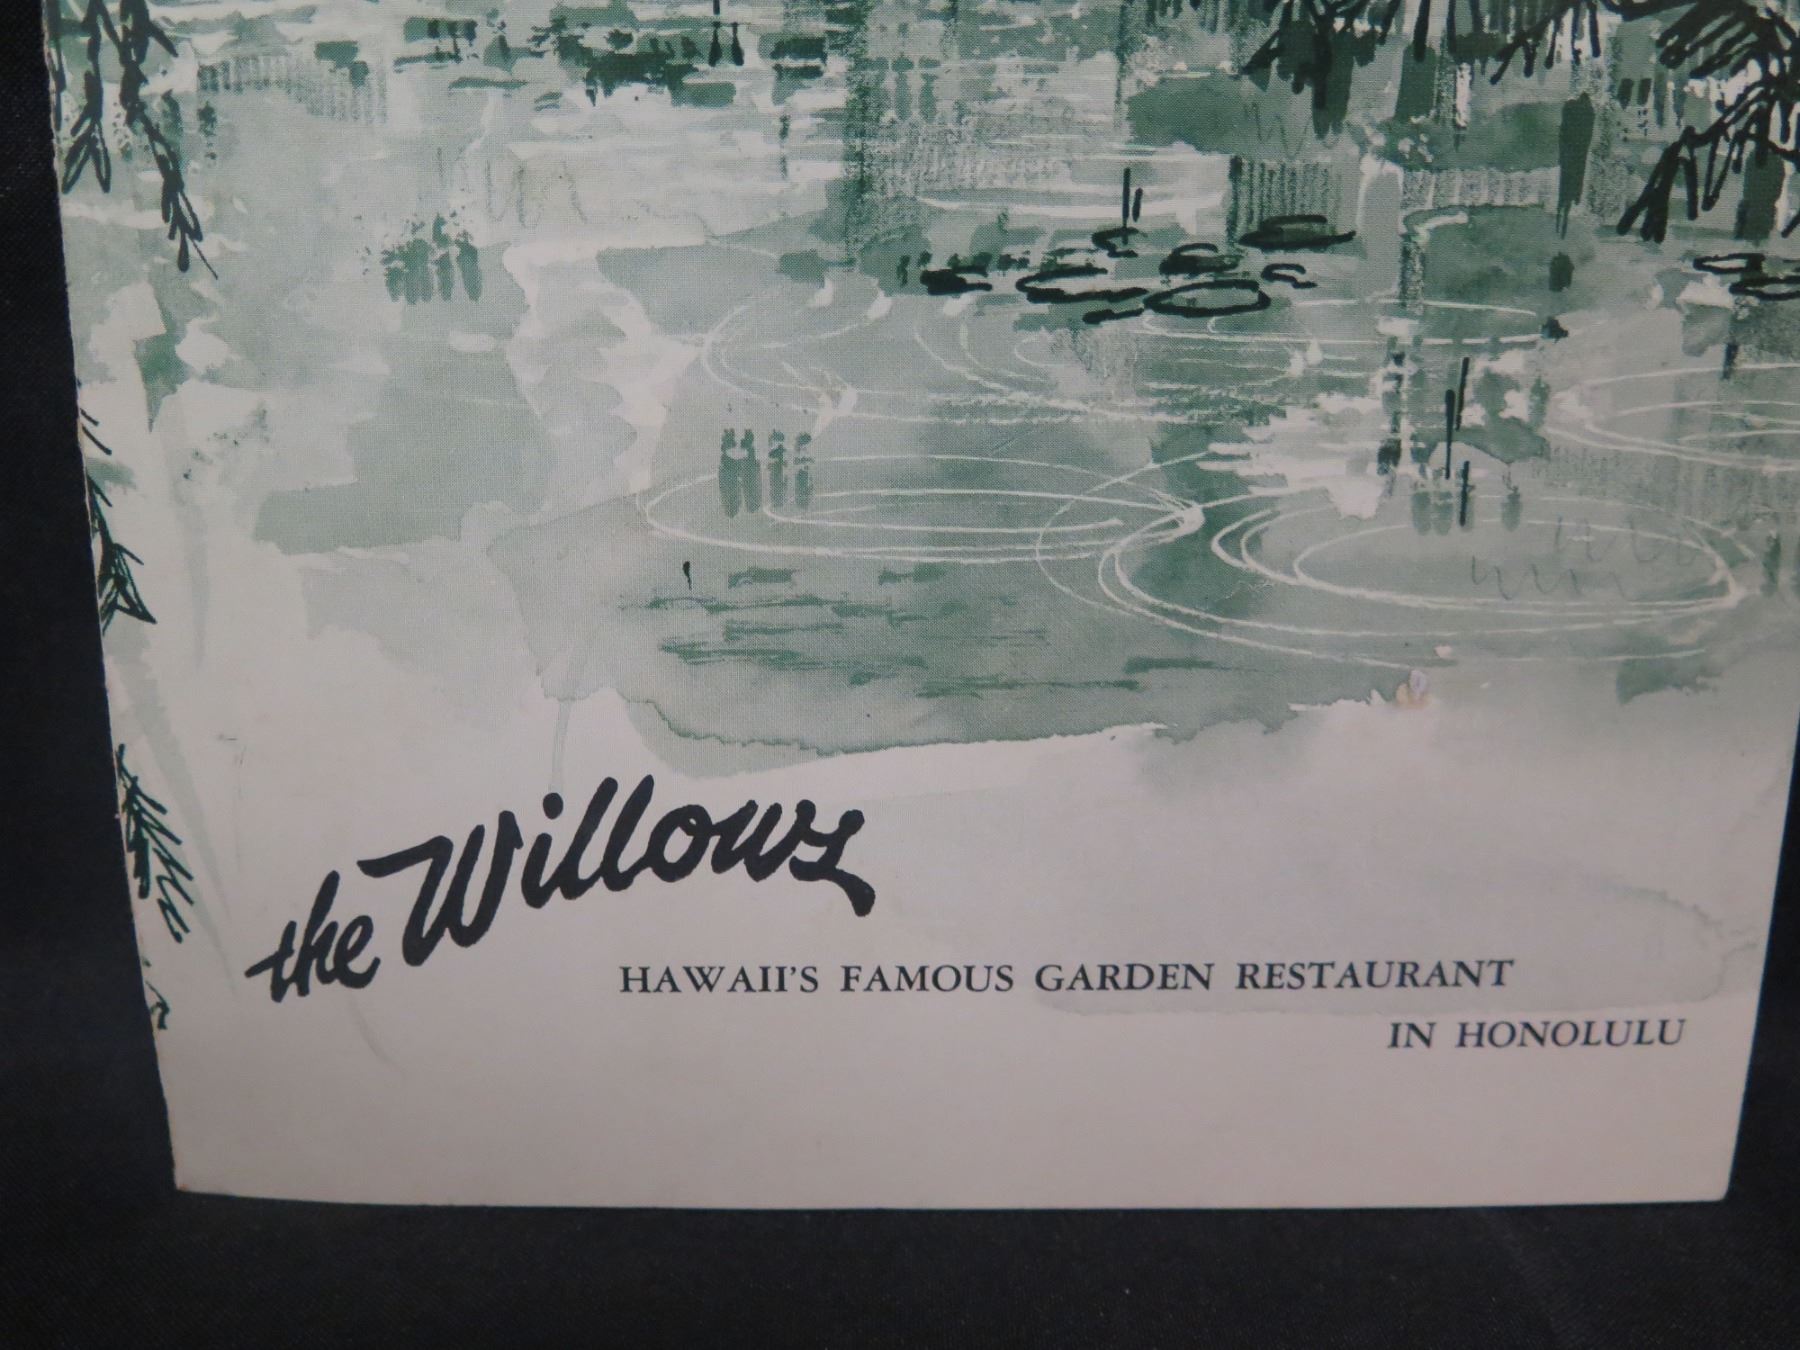 the Willows
HAWAII'S FAMOUS GARDEN RESTAURANT
IN HONOLULU